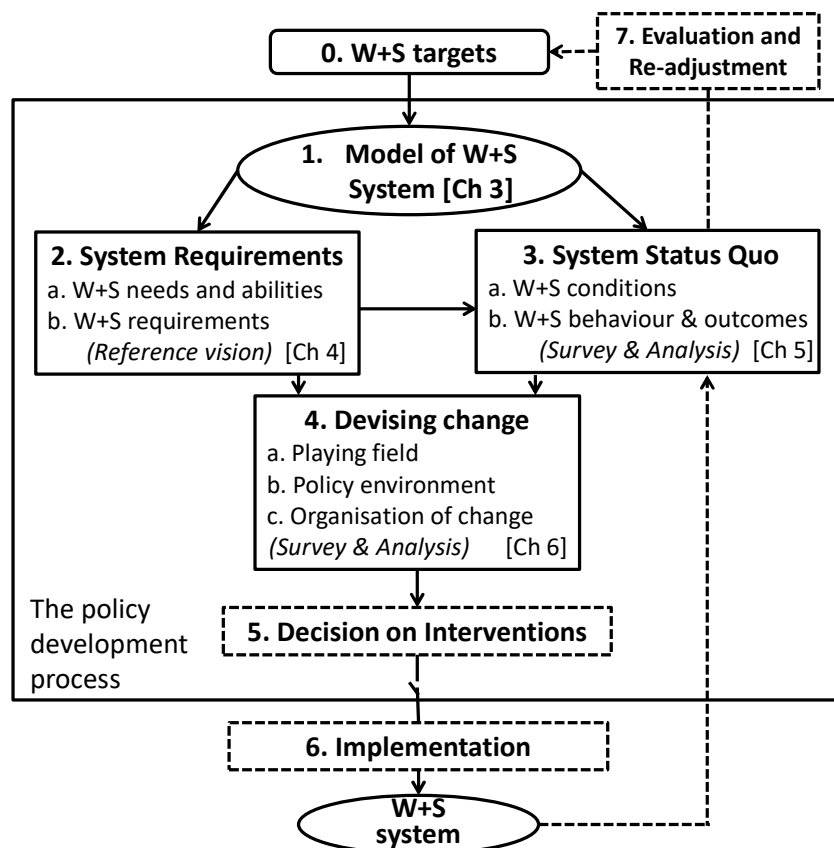 0. W+S targets
7. Evaluation and
Re-adjustment
1. Model of W+S
System [Ch 3]
2. System Requirements
a. W+S needs and abilities
b. W+S requirements
(Reference vision) [Ch 4]
3. System Status Quo
a. W+S conditions
b. W+S behaviour & outcomes
(Survey & Analysis) [Ch 5]
4. Devising change
a. Playing field
b. Policy environment
c. Organisation of change
(Survey & Analysis) [Ch 6]
The policy
development
process
5. Decision on Interventions
6. Implementation
W+S
system